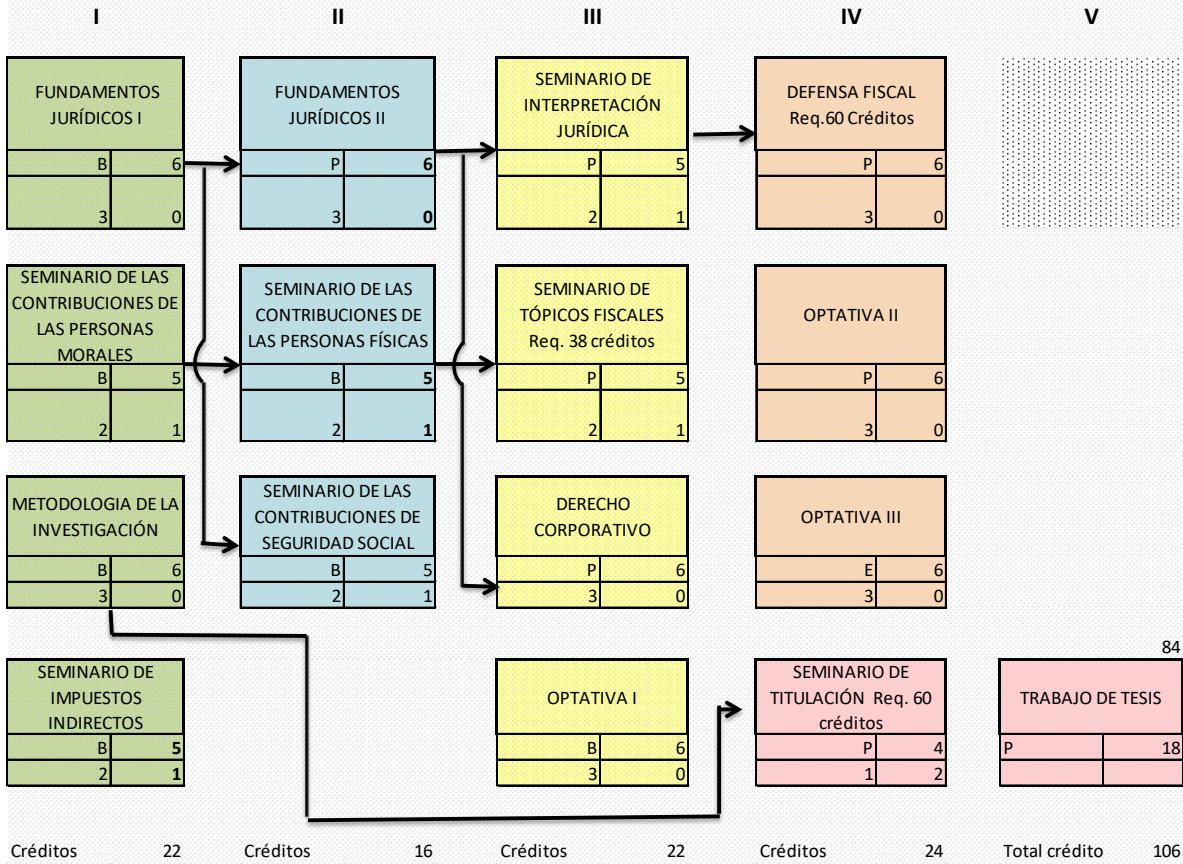 I II III IV V
FUNDAMENTOS
JURÍDICOS I
B 6
3 0
FUNDAMENTOS
JURÍDICOS II
P 6
3 0
SEMINARIO DE
INTERPRETACIÓN
JURÍDICA
P 5
2 1
DEFENSA FISCAL
Req.60 Créditos
P 6
3 0
SEMINARIO DE LAS
CONTRIBUCIONES DE
LAS PERSONAS
MORALES
B 5
2 1
SEMINARIO DE LAS
CONTRIBUCIONES DE
LAS PERSONAS FÍSICAS
B 5
2 1
SEMINARIO DE
TÓPICOS FISCALES
Req. 38 créditos
P 5
2 1
OPTATIVA II
P 6
3 0
METODOLOGIA DE LA
INVESTIGACIÓN
B 6
3 0
SEMINARIO DE LAS
CONTRIBUCIONES DE
SEGURIDAD SOCIAL
B 5
2 1
DERECHO
CORPORATIVO
P 6
3 0
OPTATIVA III
E 6
3 0
84
SEMINARIO DE
IMPUESTOS
INDIRECTOS
B 5
2 1
OPTATIVA I
B 6
3 0
SEMINARIO DE
TITULACIÓN Req. 60
créditos
P 4
1 2
TRABAJO DE TESIS
P 18
Créditos 22 Créditos 16 Créditos 22 Créditos 24 Total crédito 106